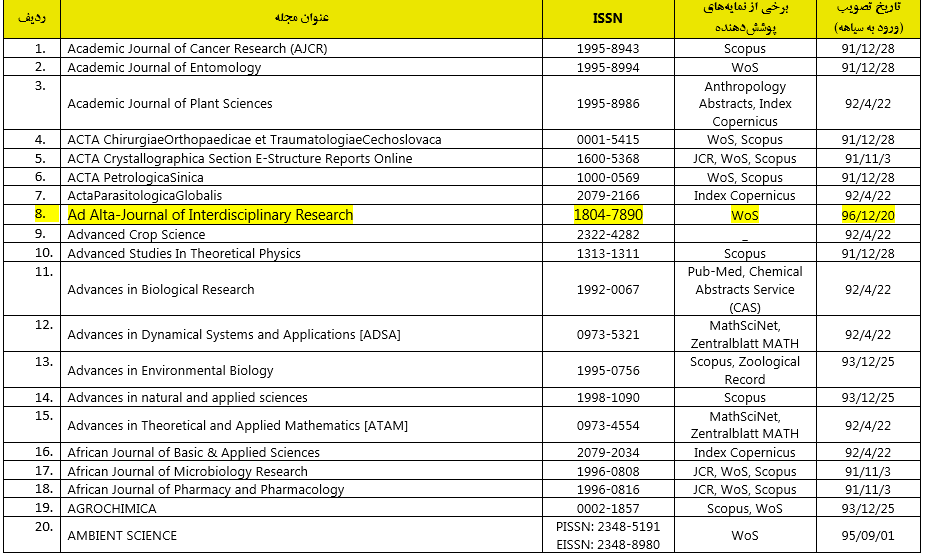 ردیف عنوان مجله ISSN برخی از نمایه‌های پوشش‌دهنده تاریخ تصویب (ورود به سیاهه)
1. Academic Journal of Cancer Research (AJCR) 1995-8943 Scopus 91/12/28
2. Academic Journal of Entomology 1995-8994 WoS 91/12/28
3. Academic Journal of Plant Sciences 1995-8986 Anthropology Abstracts, Index Copernicus 92/4/22
4. ACTA ChirurgiaeOrthopaedicae et TraumatologiaeCechoslovaca 0001-5415 WoS, Scopus 91/12/28
5. ACTA Crystallographica Section E-Structure Reports Online 1600-5368 JCR, WoS, Scopus 91/11/3
6. ACTA PetrologicaSinica 1000-0569 WoS, Scopus 91/12/28
7. ActaParasitologicaGlobalis 2079-2166 Index Copernicus 92/4/22
8. Ad Alta-Journal of Interdisciplinary Research 1804-7890 WoS 96/12/20
9. Advanced Crop Science 2322-4282 _ 92/4/22
10. Advanced Studies In Theoretical Physics 1313-1311 Scopus 91/12/28
11. Advances in Biological Research 1992-0067 Pub-Med, Chemical Abstracts Service (CAS) 92/4/22
12. Advances in Dynamical Systems and Applications [ADSA] 0973-5321 MathSciNet, Zentralblatt MATH 92/4/22
13. Advances in Environmental Biology 1995-0756 Scopus, Zoological Record 93/12/25
14. Advances in natural and applied sciences 1998-1090 Scopus 93/12/25
15. Advances in Theoretical and Applied Mathematics [ATAM] 0973-4554 MathSciNet, Zentralblatt MATH 92/4/22
16. African Journal of Basic & Applied Sciences 2079-2034 Index Copernicus 92/4/22
17. African Journal of Microbiology Research 1996-0808 JCR, WoS, Scopus 91/11/3
18. African Journal of Pharmacy and Pharmacology 1996-0816 JCR, WoS, Scopus 91/11/3
19. AGROCHIMICA 0002-1857 Scopus, WoS 93/12/25
20. AMBIENT SCIENCE PISSN: 2348-5191 EISSN: 2348-8980 WoS 95/09/01